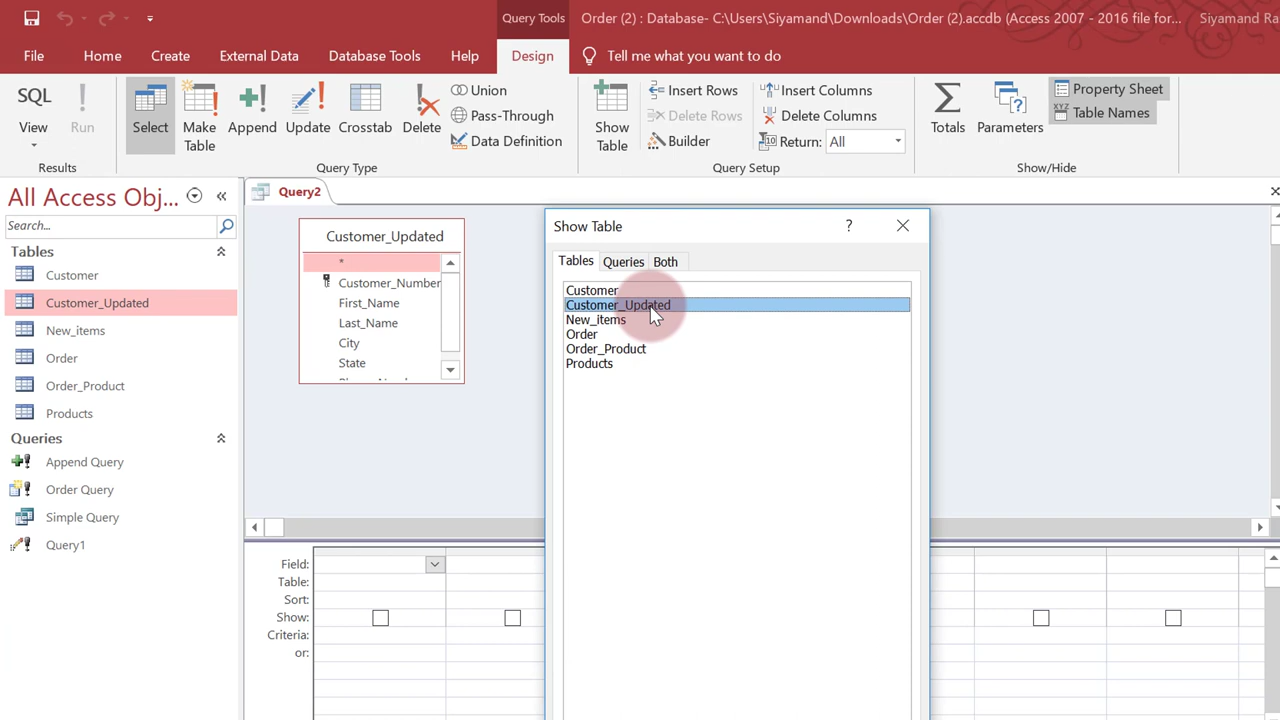 Query Tools
Order (2) : Database- C:\Users\Siyamand\Downloads\Order (2).accdb (Access 2007 - 2016 file for...
Siyamand Ra
File
Home
Create
External Data
Database Tools
Help
Design
Tell me what you want to do
SQL
View
Run
Select
Make
Table
Append
Update
Crosstab
Delete
Union
Pass-Through
Data Definition
Show
Table
Insert Rows
Delete Rows
Builder
Insert Columns
Delete Columns
Return: All
Totals
Parameters
Property Sheet
XYZ Table Names
Results
Query Type
Query Setup
Show/Hide
All Access Obj...
Search...
Tables
Customer
Customer_Updated
New_items
Order
Order_Product
Products
Queries
Append Query
Order Query
Simple Query
Query1
Query2
Customer_Updated
*
Customer_Number
First_Name
Last_Name
City
State
Show Table
?
Tables
Queries
Both
Customer
Customer_Updated
New_items
Order
Order_Product
Products
Field:
Table:
Sort:
Show:
Criteria:
or: